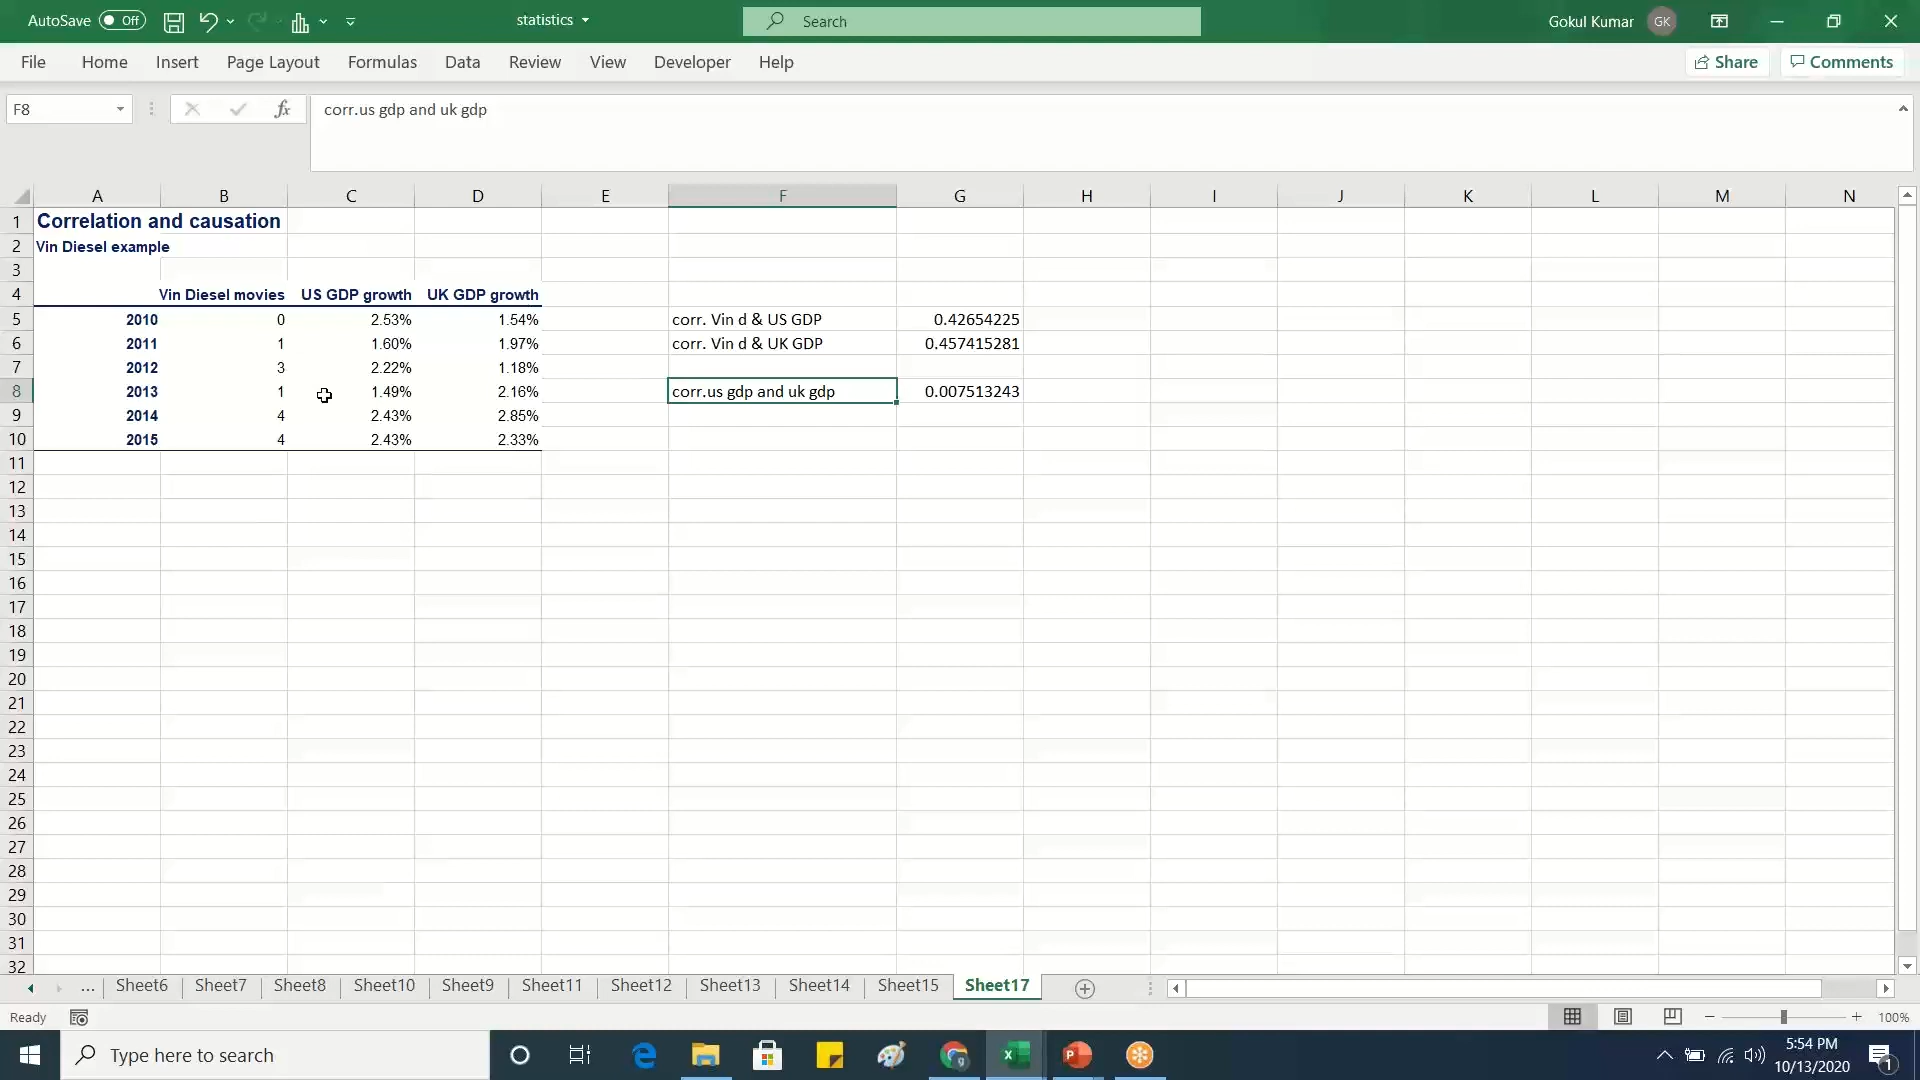 AutoSave Off statistics Search Gokul Kumar GK
File Home Insert Page Layout Formulas Data Review View Developer Help Share Comments
F8 fx corr.us gdp and uk gdp
A B C D E F G H I J K L M N
1 Correlation and causation
2 Vin Diesel example
3
4 Vin Diesel movies US GDP growth UK GDP growth
5 2010 0 2.53% 1.54% corr. Vin d & US GDP 0.42654225
6 2011 1 1.60% 1.97% corr. Vin d & UK GDP 0.457415281
7 2012 3 2.22% 1.18%
8 2013 1 1.49% 2.16% corr.us gdp and uk gdp 0.007513243
9 2014 4 2.43% 2.85%
10 2015 4 2.43% 2.33%
11
12
13
14
15
16
17
18
19
20
21
22
23
24
25
26
27
28
29
30
31
32
... Sheet6 Sheet7 Sheet8 Sheet10 Sheet9 Sheet11 Sheet12 Sheet13 Sheet14 Sheet15 Sheet17
Ready 100%
Type here to search 5:54 PM
10/13/2020 1